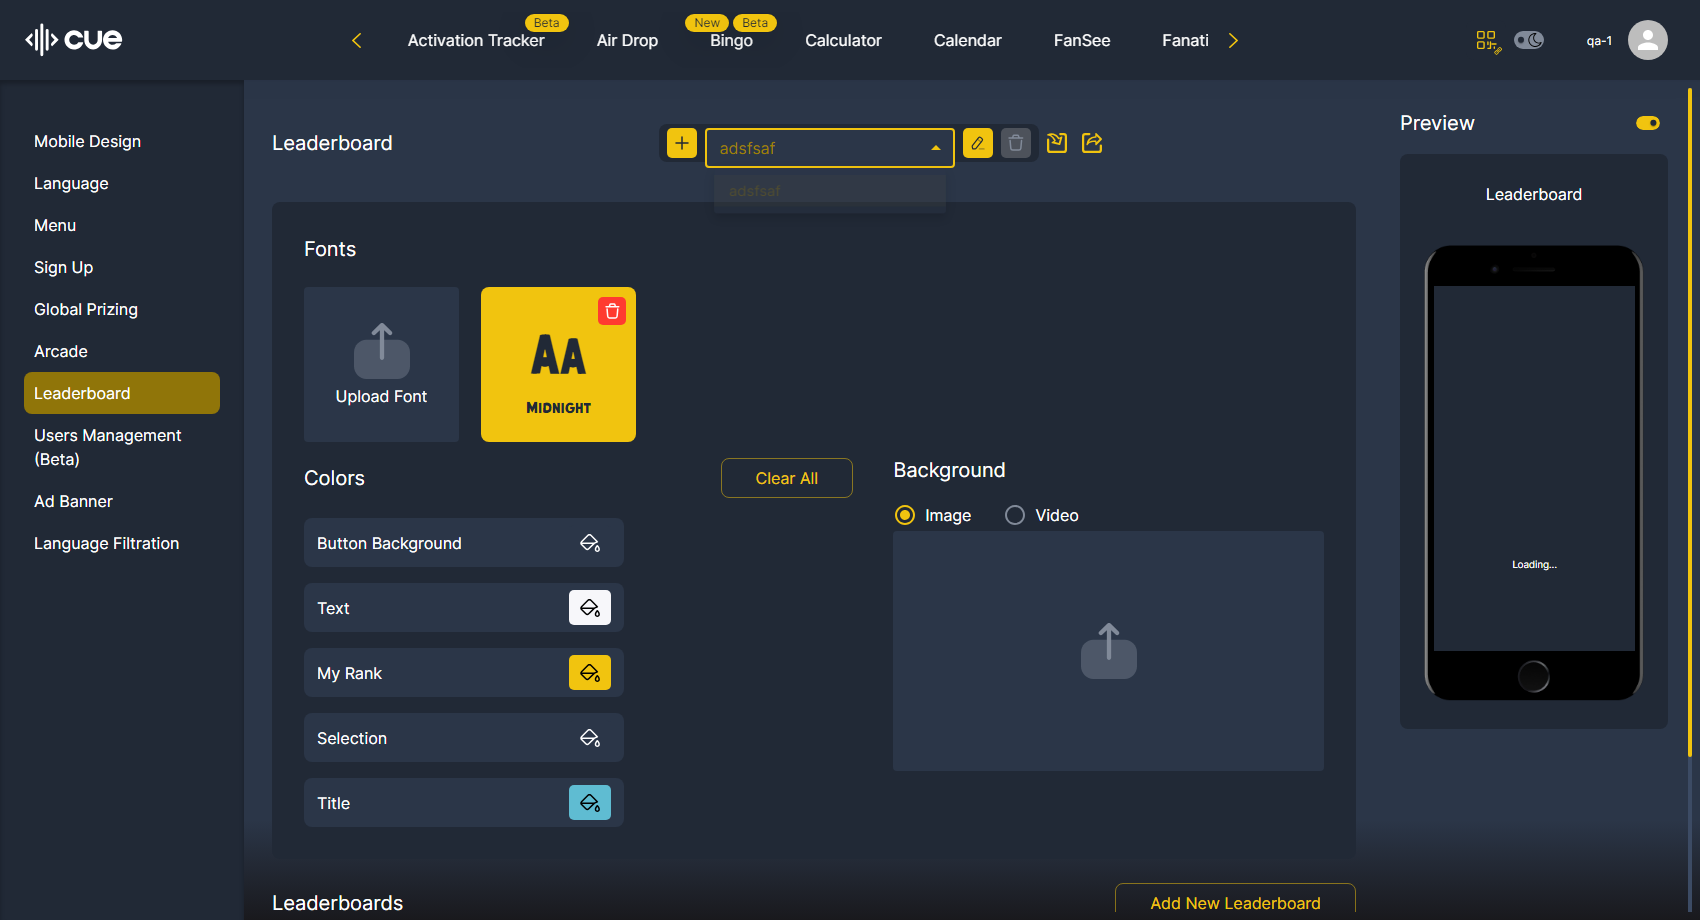 cue
Activation Tracker
Beta
Air Drop
New
Beta
Bingo
Calculator
Calendar
FanSee
Fanati
qa-1
Mobile Design
Language
Menu
Sign Up
Global Prizing
Arcade
Leaderboard
Users Management
(Beta)
Ad Banner
Language Filtration
Leaderboard
adsfsaf
adsfsaf
Fonts
Upload Font
AA
MIDNIGHT
Colors
Clear All
Button Background
Text
My Rank
Selection
Title
Background
Image
Video
Leaderboards
Add New Leaderboard
Preview
Leaderboard
Loading...